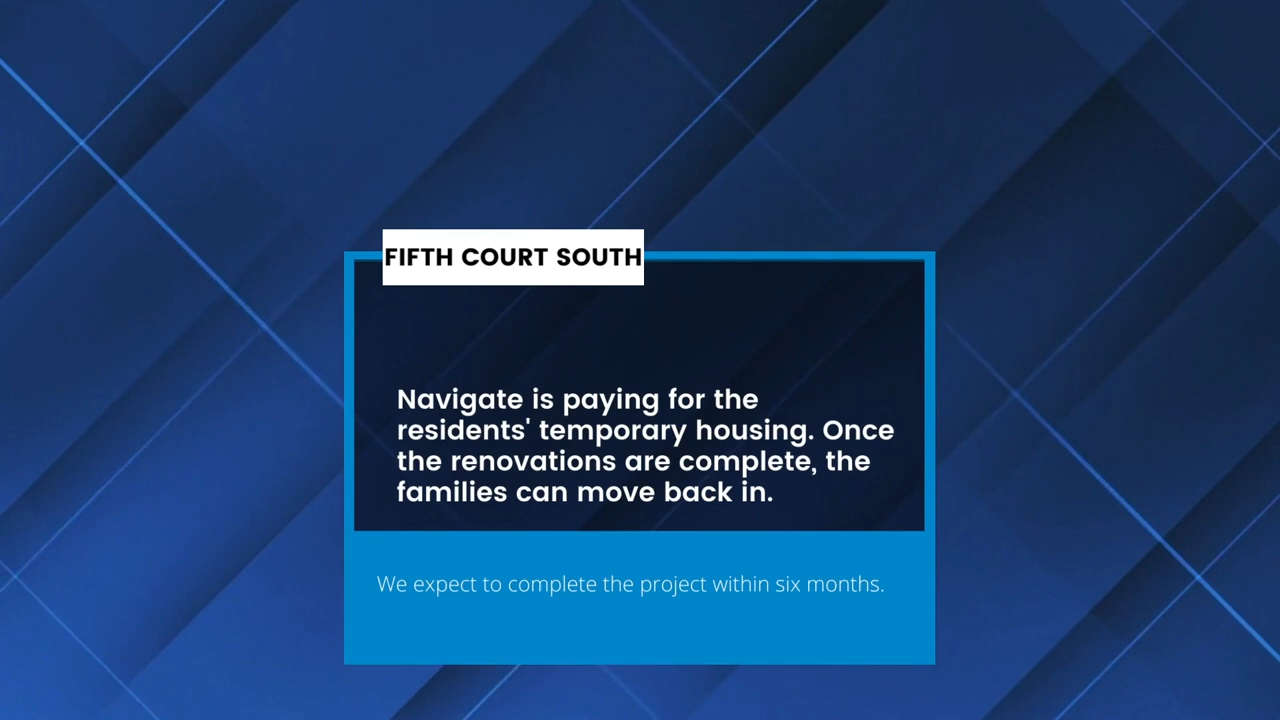 FIFTH COURT SOUTH
Navigate is paying for the
residents' temporary housing. Once
the renovations are complete, the
families can move back in.
We expect to complete the project within six months.